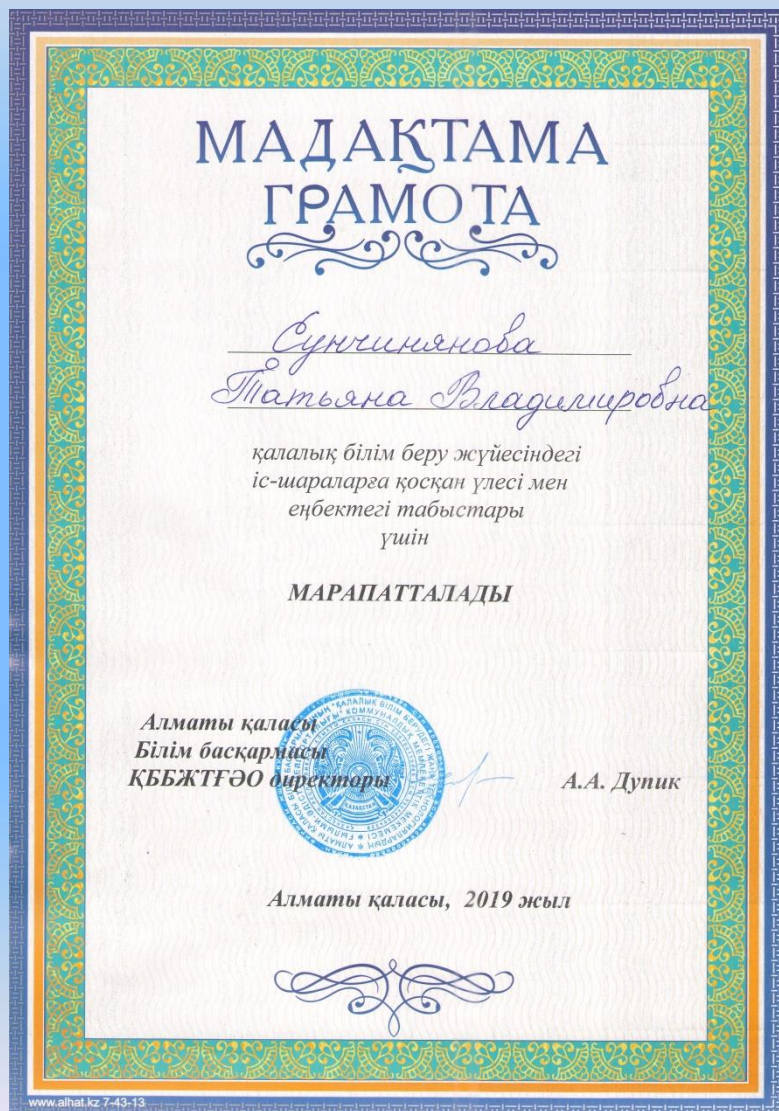 МАДАҚТАМА
ГРАМОТА
Сунчинянова
Татьяна Владимировна
қалалық білім беру жүйесіндегі
іс-шараларға қосқан үлесі мен
еңбектегі табыстары
үшін
МАРАПАТТАЛАДЫ
Алматы қаласы
Білім басқармасы
ҚББЖТҒӘО директоры
А.А. Дупик
ҚАЗАҚСТАН
Алматы қаласы, 2019 жыл
www.alhat.kz 7-43-13